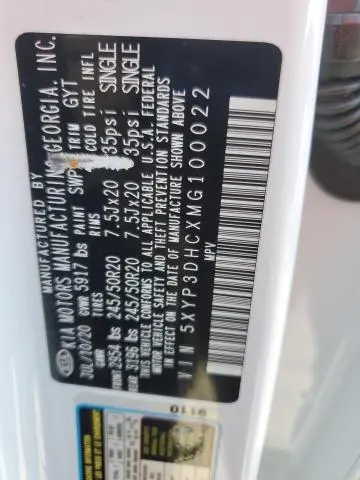 MANUFACTURED BY
KIA MOTORS MANUFACTURING GEORGIA, INC.
JUL/10/20 GVWR 5917 lbs PAINT SWP TRIM GYT
GAWR TIRES RIMS COLD TIRE INFL
FRT 2954 lbs 245/50R20 7.5Jx20 35psi SINGLE
RR 3196 lbs 245/50R20 7.5Jx20 35psi SINGLE
THIS VEHICLE CONFORMS TO ALL APPLICABLE U.S.A. FEDERAL
MOTOR VEHICLE SAFETY AND THEFT PREVENTION STANDARDS
IN EFFECT ON THE DATE OF MANUFACTURE SHOWN ABOVE
VIN 5XYP3DHCXMG100022
MPV
9110